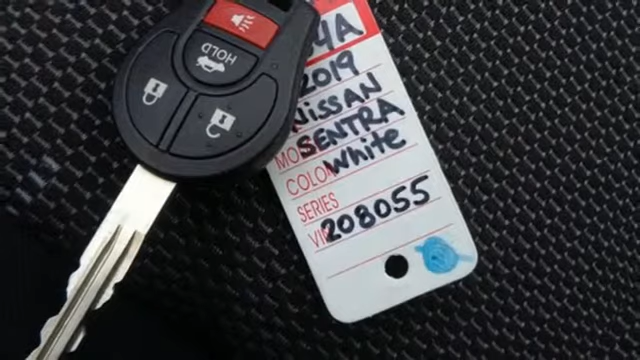 HOLD
4A
2019
NISSAN
MO SENTRA
COLO White
SERIES
VI 208055